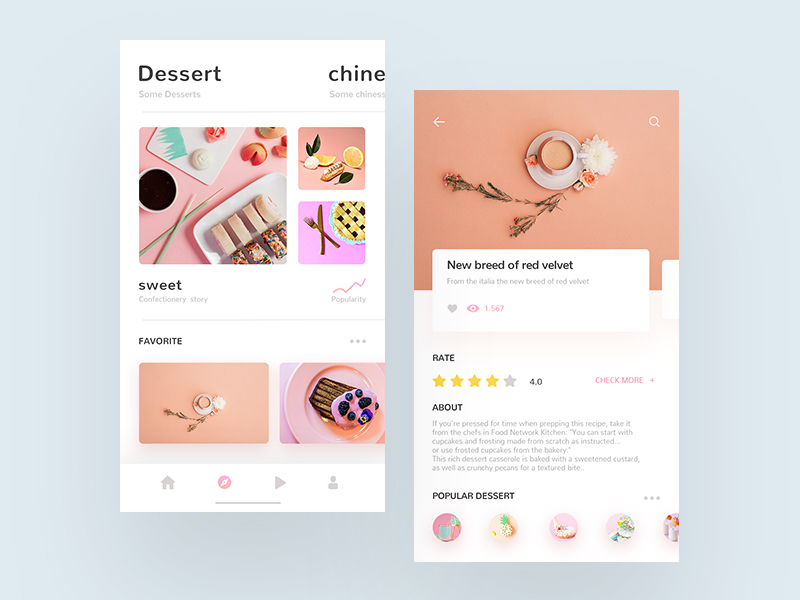 Dessert
chine
Some Desserts
Some chiness
sweet
Confectionery story
Popularity
FAVORITE
New breed of red velvet
From the italia the new breed of red velvet
1.567
RATE
4.0
CHECK MORE +
ABOUT
If you're pressed for time when prepping this recipe, take it
from the chefs in Food Network Kitchen: "You can start with
cupcakes and frosting made from scratch as instructed...
or use frosted cupcakes from the bakery."
This rich dessert casserole is baked with a sweetened custard,
as well as crunchy pecans for a textured bite..
POPULAR DESSERT